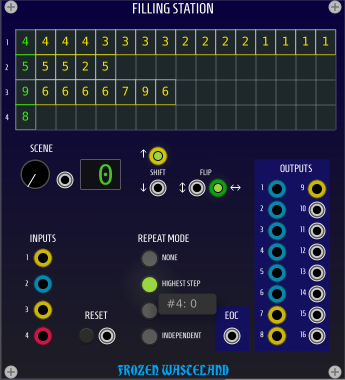 FILLING STATION
1 4 4 4 4 3 3 3 3 2 2 2 2 1 1 1 1
2 5 5 5 2 5
3 9 6 6 6 6 7 9 6
4 8
SCENE
0
↑
SHIFT
↓
FLIP
↕ ↔
OUTPUTS
1 9
2 10
3 11
4 12
5 13
6 14
7 15
8 16
INPUTS
1
2
3
4
REPEAT MODE
NONE
HIGHEST STEP
#4: 0
INDEPENDENT
RESET
EOC
FROZEN WASTELAND